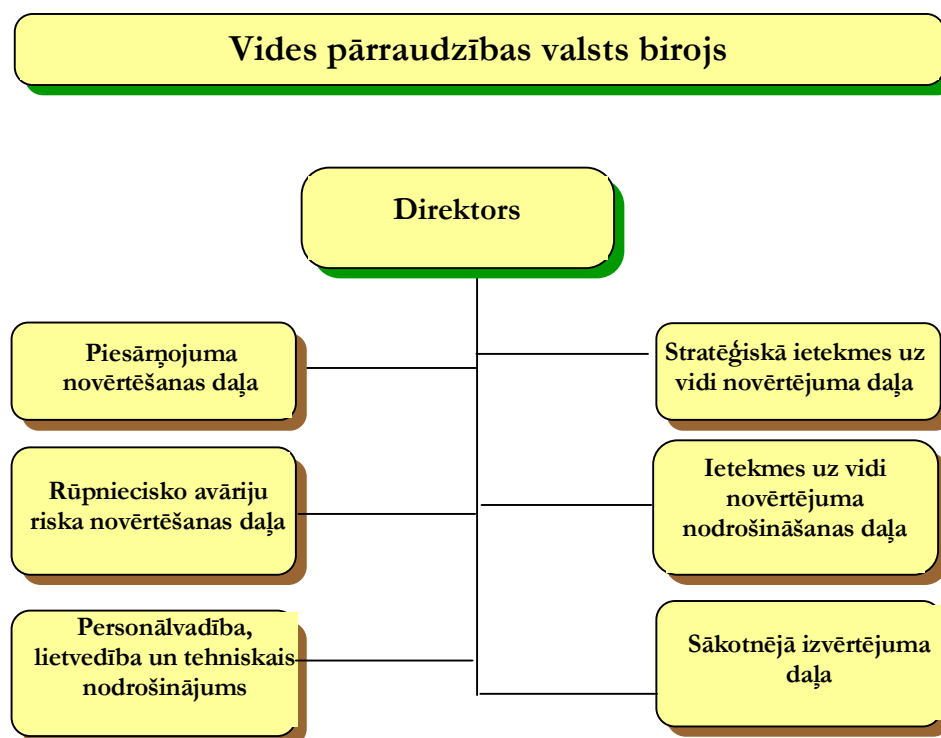 Vides pārraudzības valsts birojs
Direktors
Piesārņojuma
novērtēšanas daļa
Stratēģiskā ietekmes uz
vidi novērtējuma daļa
Rūpniecisko avāriju
riska novērtēšanas daļa
Ietekmes uz vidi
novērtējuma
nodrošināšanas daļa
Personālvadība,
lietvedība un tehniskais
nodrošinājums
Sākotnējā izvērtējuma
daļa